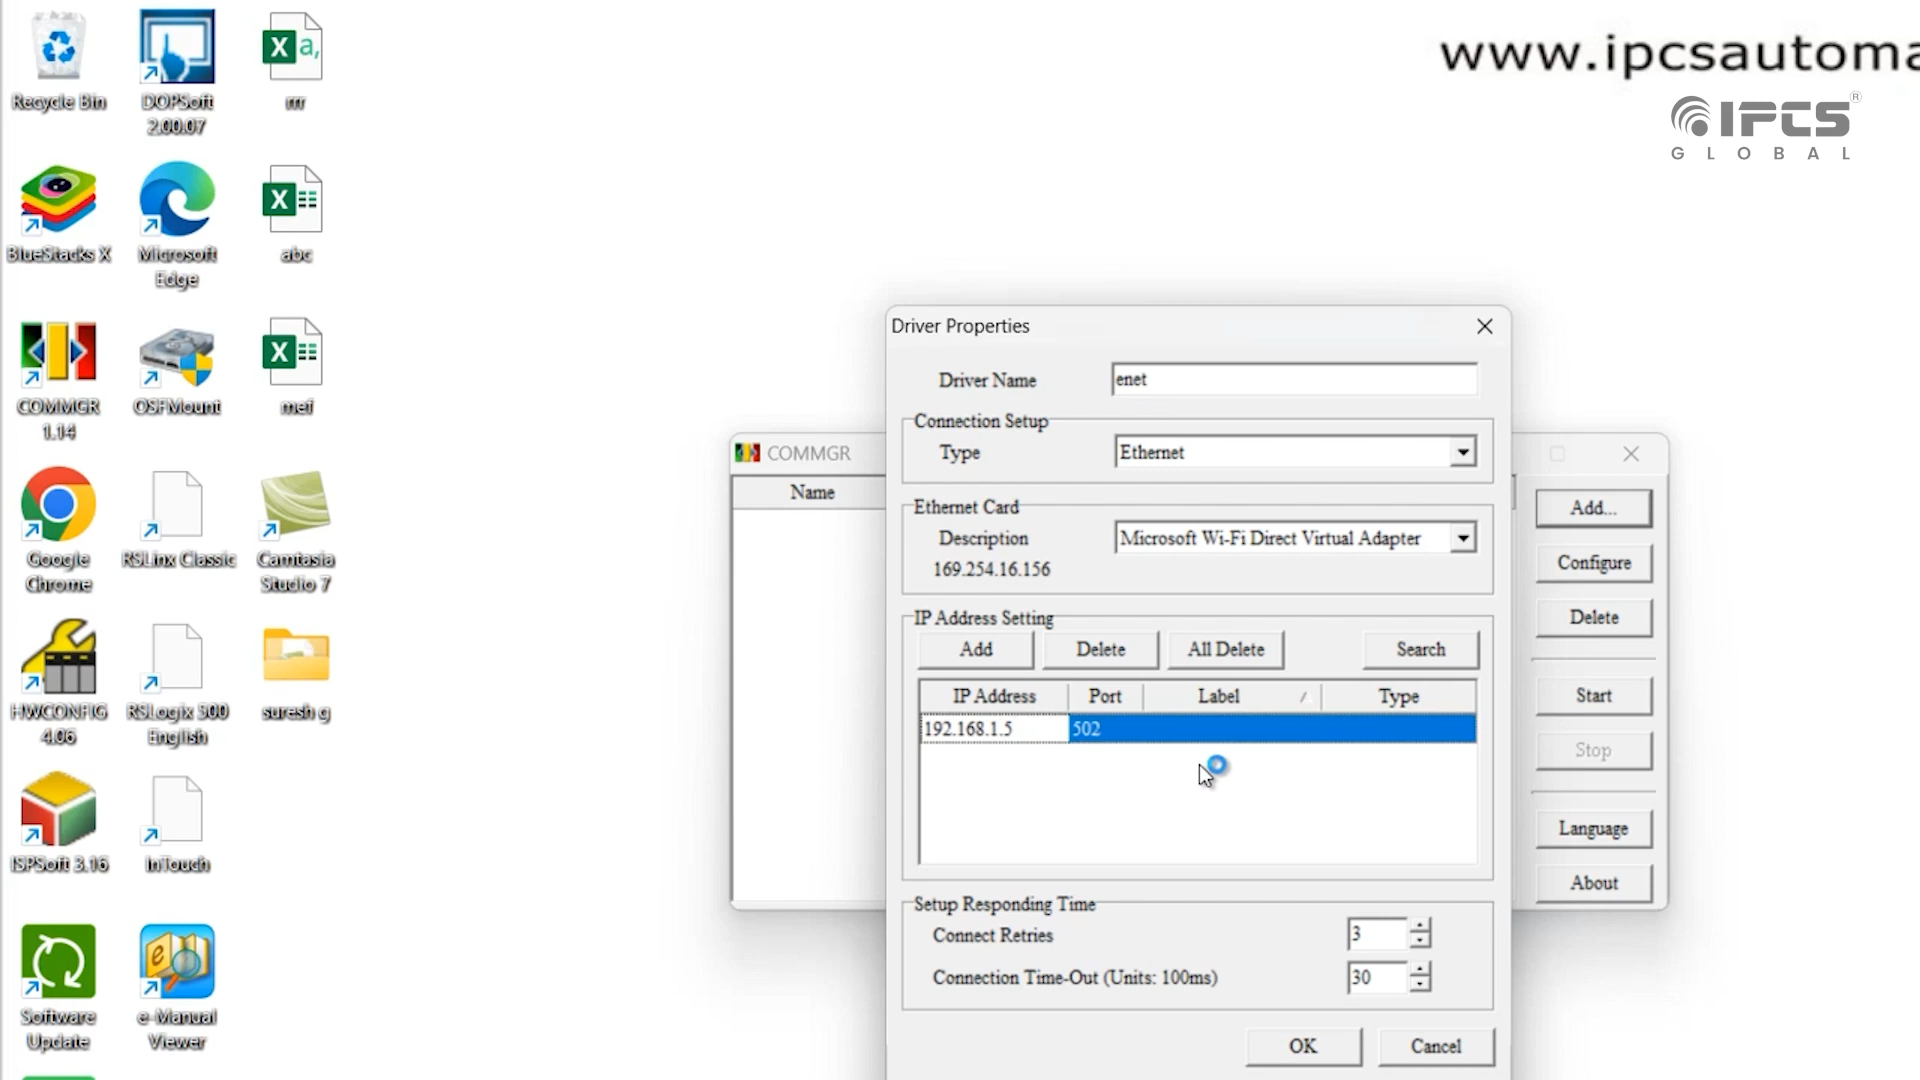 www.ipcsautoma
IPCS
GLOBAL
Recycle Bin
DOPSoft
2.00.07
rrr
BlueStacks X
Microsoft
Edge
abc
COMMGR
1.14
OSFMount
mef
Google
Chrome
RSLinx Classic
Camtasia
Studio 7
HWCONFIG
4.06
RSLogix 500
English
suresh g
ISPSoft 3.16
InTouch
Software
Update
e-Manual
Viewer
COMMGR
Name
Add...
Configure
Delete
Start
Stop
Language
About
Driver Properties
Driver Name
enet
Connection Setup
Type
Ethernet
Ethernet Card
Description
Microsoft Wi-Fi Direct Virtual Adapter
169.254.16.156
IP Address Setting
Add
Delete
All Delete
Search
IP Address
Port
Label
Type
192.168.1.5
502
Setup Responding Time
Connect Retries
3
Connection Time-Out (Units: 100ms)
30
OK
Cancel